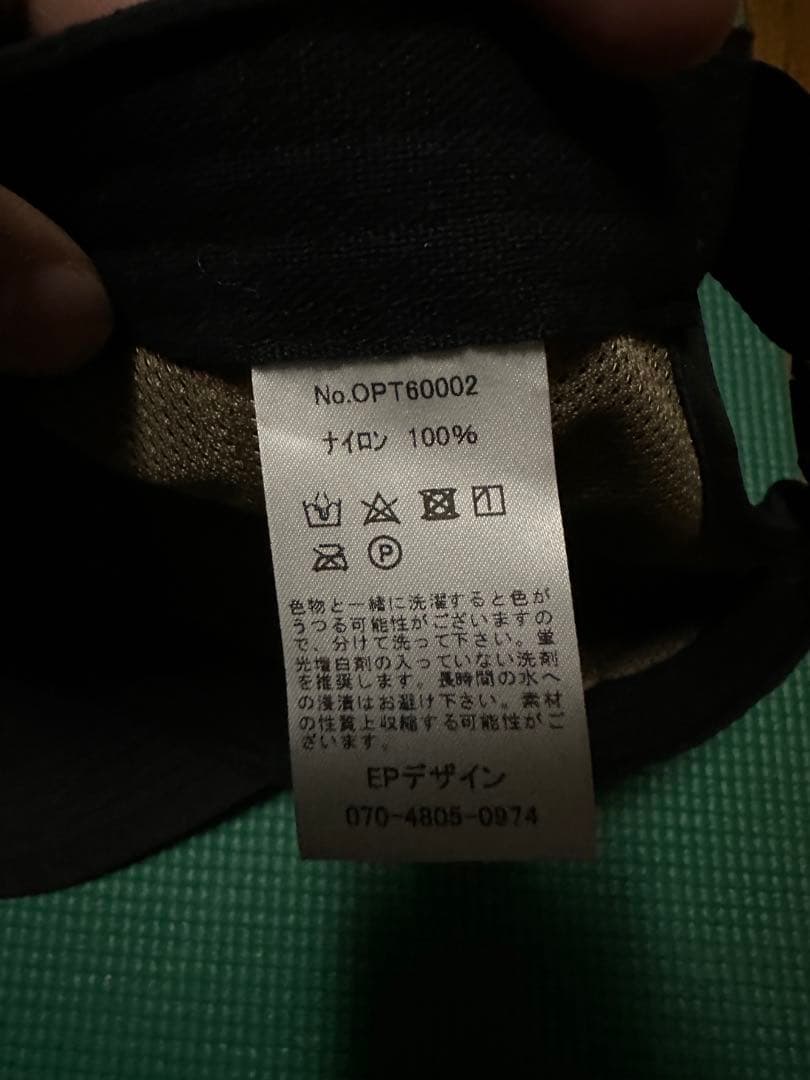 No.OPT60002
ナイロン 100%
P
色物と一緒に洗濯すると色が
うつる可能性がございますの
で、分けて洗って下さい。蛍
光増白剤の入っていない洗剤
を推奨します。長時間の水へ
の浸漬はお避け下さい。素材
の性質上収縮する可能性がご
ざいます。
EPデザイン
070-4805-0974